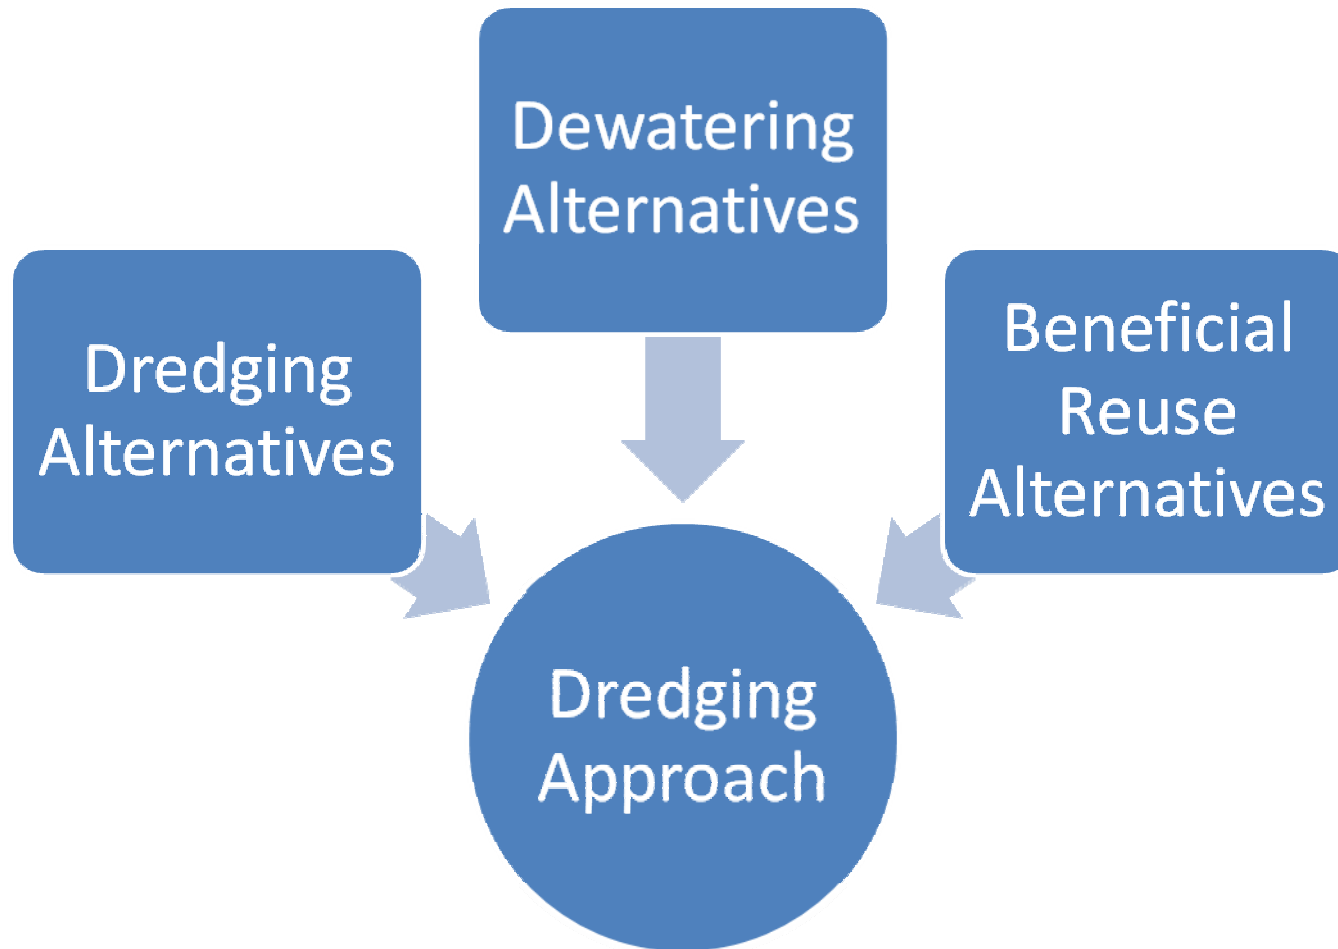 Dewatering
Alternatives
Dredging
Alternatives
Beneficial
Reuse
Alternatives
Dredging
Approach